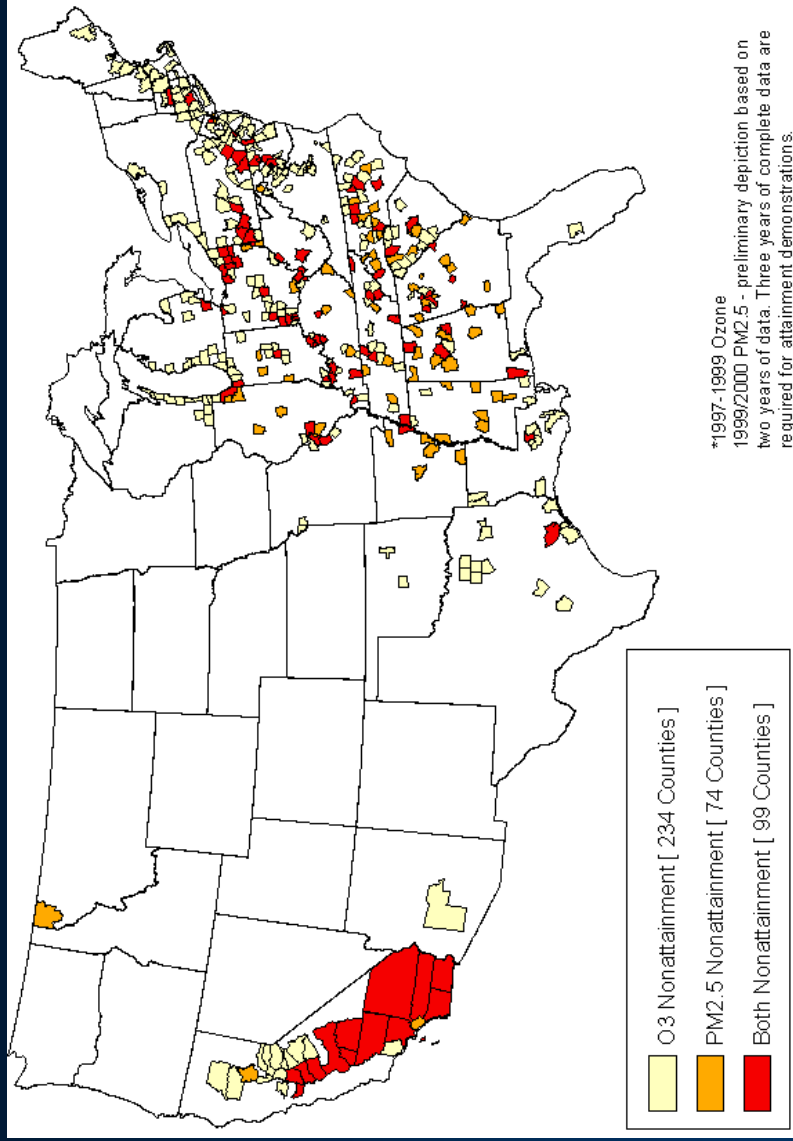 *1997-1999 Ozone
1999/2000 PM2.5 - preliminary depiction based on
two years of data. Three years of complete data are
required for attainment demonstrations.
O3 Nonattainment [ 234 Counties ]
PM2.5 Nonattainment [ 74 Counties ]
Both Nonattainment [ 99 Counties ]